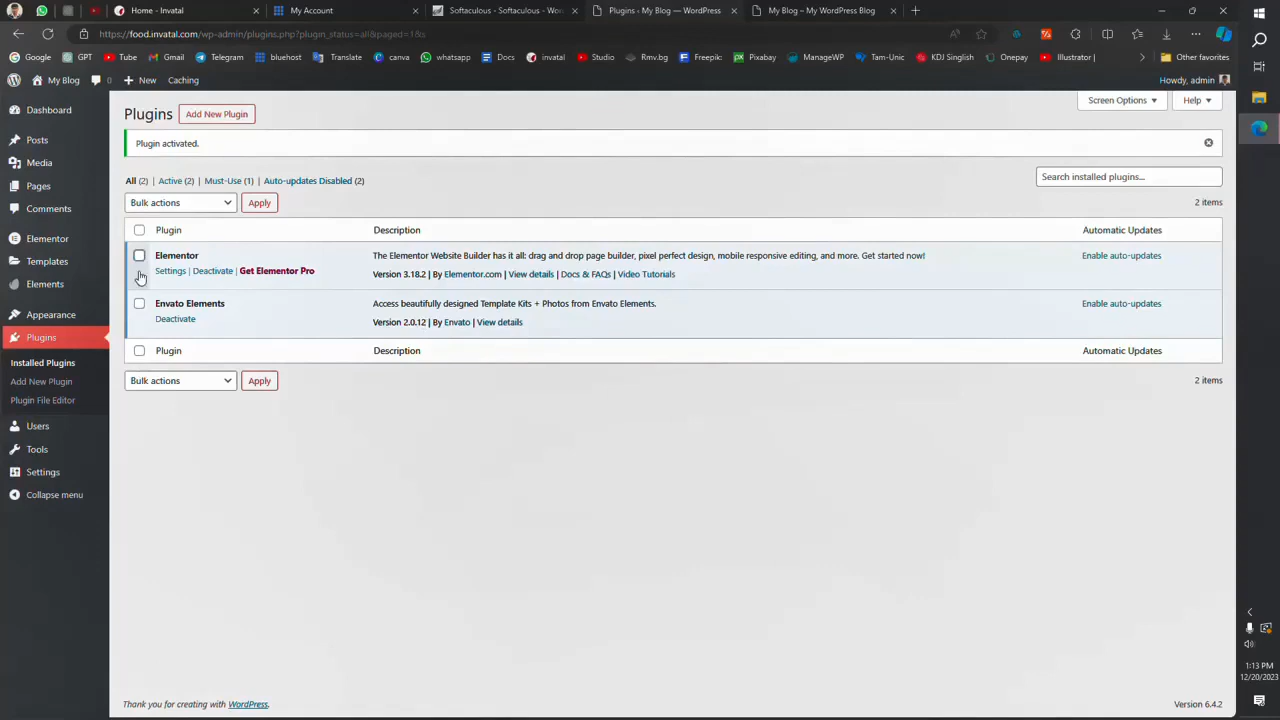 Home - Invatal
My Account
Softaculous - Softaculous - Wor
Plugins ‹ My Blog — WordPress
My Blog – My WordPress Blog
https://food.invatal.com/wp-admin/plugins.php?plugin_status=all&paged=1&s
Google
GPT
Tube
Gmail
Telegram
bluehost
Translate
canva
whatsapp
Docs
invatal
Studio
Rmv.bg
Freepik:
Pixabay
ManageWP
Tam-Unic
KDJ Singlish
Onepay
Illustrator |
Other favorites
My Blog
0
New
Caching
Howdy, admin
Dashboard
Posts
Media
Pages
Comments
Elementor
Templates
Elements
Appearance
Plugins
Installed Plugins
Add New Plugin
Plugin File Editor
Users
Tools
Settings
Collapse menu
Screen Options
Help
Plugins
Add New Plugin
Plugin activated.
All (2) | Active (2) | Must-Use (1) | Auto-updates Disabled (2)
Search installed plugins...
Bulk actions
Apply
2 items
Plugin
Description
Automatic Updates
Elementor
The Elementor Website Builder has it all: drag and drop page builder, pixel perfect design, mobile responsive editing, and more. Get started now!
Enable auto-updates
Settings | Deactivate | Get Elementor Pro
Version 3.18.2 | By Elementor.com | View details | Docs & FAQs | Video Tutorials
Envato Elements
Access beautifully designed Template Kits + Photos from Envato Elements.
Enable auto-updates
Deactivate
Version 2.0.12 | By Envato | View details
Plugin
Description
Automatic Updates
Bulk actions
Apply
2 items
Thank you for creating with WordPress.
Version 6.4.2
1:13 PM
12/20/2023